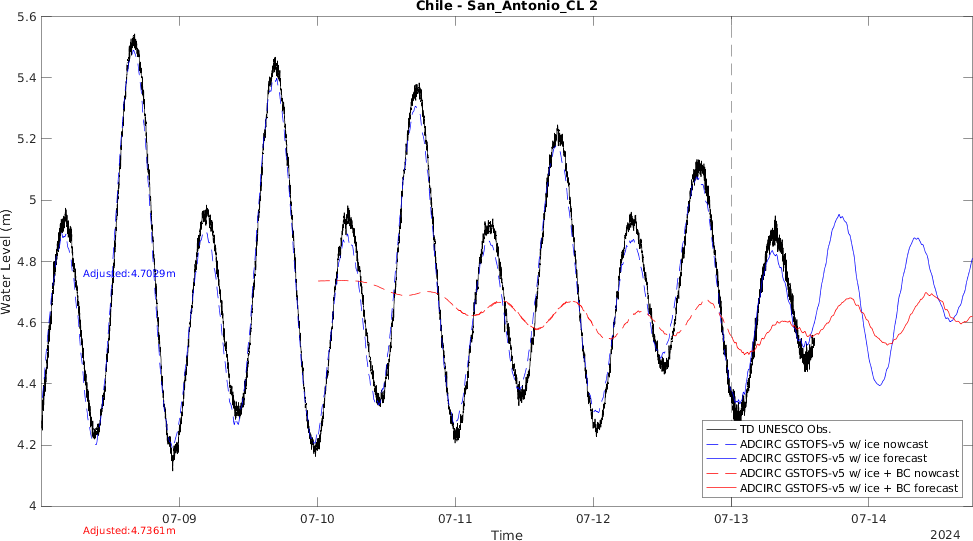 Chile - San_Antonio_CL 2
Water Level (m)
5.6
5.4
5.2
5
4.8
4.6
4.4
4.2
4
Adjusted:4.7029m
Adjusted:4.7361m
TD UNESCO Obs.
ADCIRC GSTOFS-v5 w/ ice nowcast
ADCIRC GSTOFS-v5 w/ ice forecast
ADCIRC GSTOFS-v5 w/ ice + BC nowcast
ADCIRC GSTOFS-v5 w/ ice + BC forecast
07-09
07-10
07-11
07-12
07-13
07-14
Time
2024